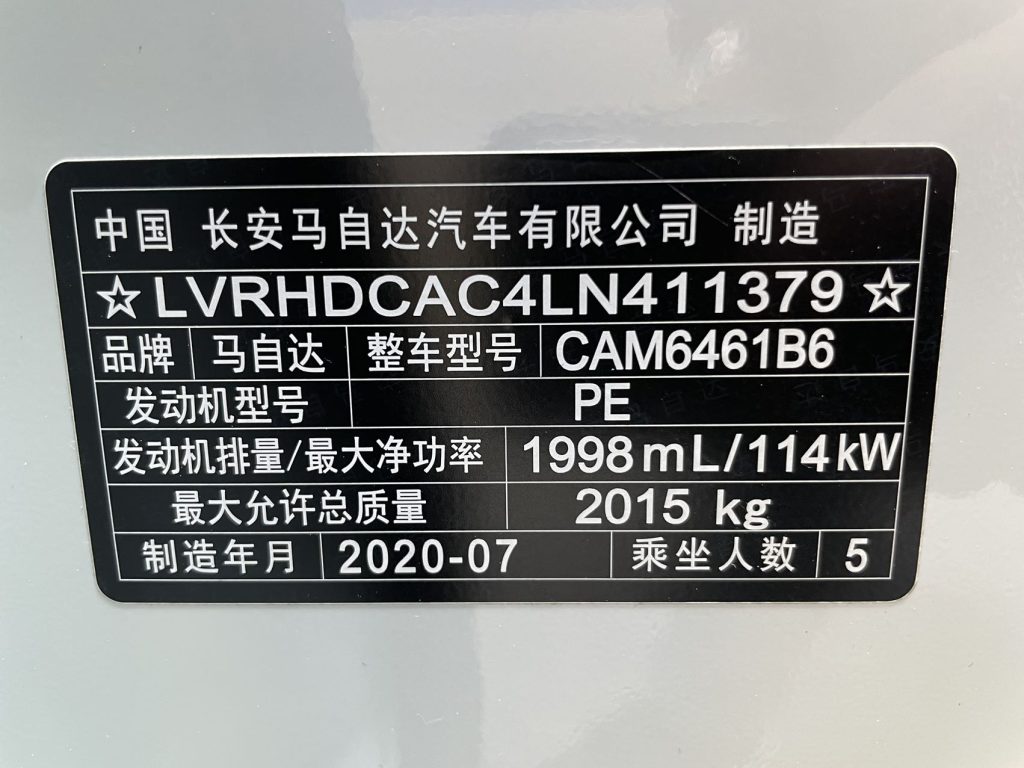 中国 长安马自达汽车有限公司 制造
☆LVRHDCAC4LN411379☆
品牌 马自达 整车型号 CAM6461B6
发动机型号 PE
发动机排量/最大净功率 1998mL/114kW
最大允许总质量 2015 kg
制造年月 2020-07 乘坐人数 5